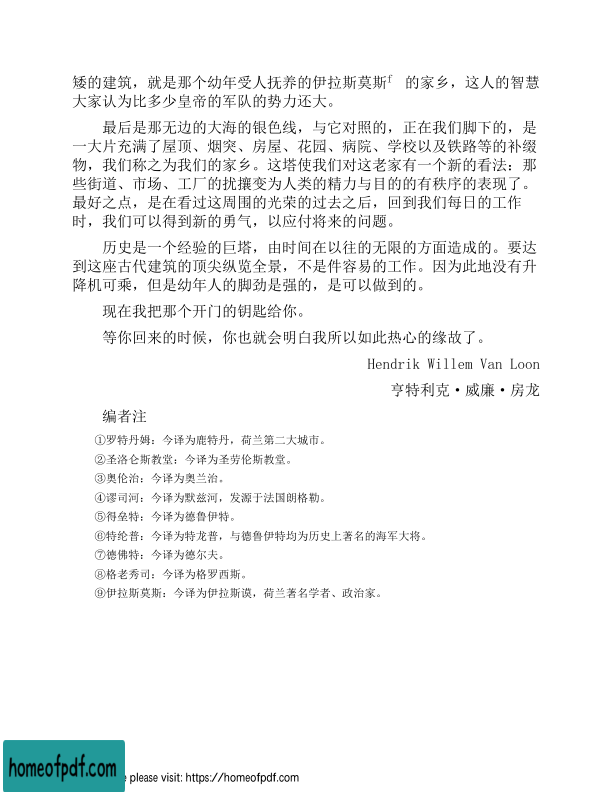 矮的建筑，就是那个幼年受人抚养的伊拉斯莫斯f 的家乡，这人的智慧
大家认为比多少皇帝的军队的势力还大。
最后是那无边的大海的银色线，与它对照的，正在我们脚下的，是
一大片充满了屋顶、烟突、房屋、花园、病院、学校以及铁路等的补缀
物，我们称之为我们的家乡。这塔使我们对这老家有一个新的看法：那
些街道、市场、工厂的扰攘变为人类的精力与目的的有秩序的表现了。
最好之点，是在看过这周围的光荣的过去之后，回到我们每日的工作
时，我们可以得到新的勇气，以应付将来的问题。
历史是一个经验的巨塔，由时间在以往的无限的方面造成的。要达
到这座古代建筑的顶尖纵览全景，不是件容易的工作。因为此地没有升
降机可乘，但是幼年人的脚劲是强的，是可以做到的。
现在我把那个开门的钥匙给你。
等你回来的时候，你也就会明白我所以如此热心的缘故了。
Hendrik Willem Van Loon
亨特利克·威廉·房龙
编者注
①罗特丹姆：今译为鹿特丹，荷兰第二大城市。
②圣洛仑斯教堂：今译为圣劳伦斯教堂。
③奥伦治：今译为奥兰治。
④谬司河：今译为默兹河，发源于法国朗格勒。
⑤得垒特：今译为德鲁伊特。
⑥特纶普：今译为特龙普，与德鲁伊特均为历史上著名的海军大将。
⑦德佛特：今译为德尔夫。
⑧格老秀司：今译为格罗西斯。
⑨伊拉斯莫斯：今译为伊拉斯谟，荷兰著名学者、政治家。
homeofpdf.com
e please visit: https://homeofpdf.com